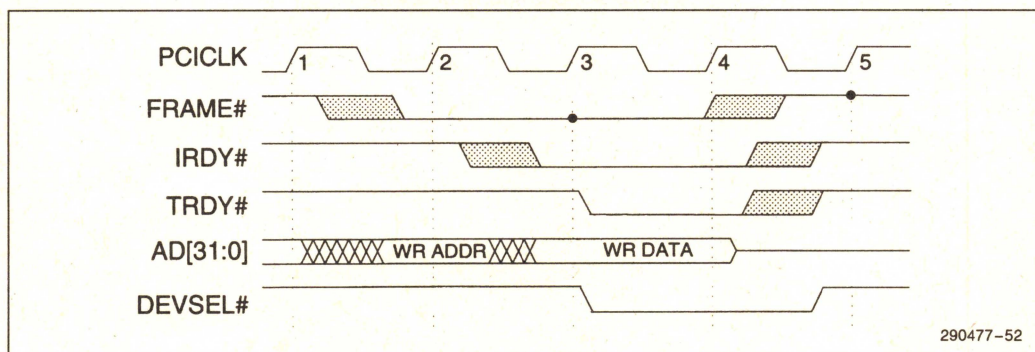 PCICLK 1 2 3 4 5
FRAME#
IRDY#
TRDY#
AD[31:0] WR ADDR WR DATA
DEVSEL#
290477-52